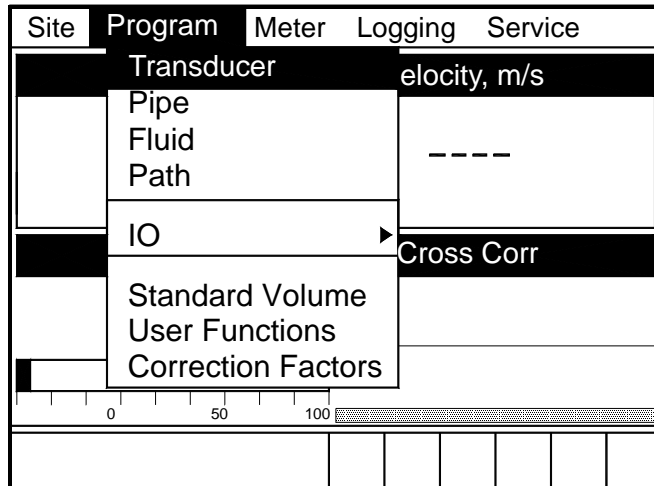 Site Program Meter Logging Service
Transducer
elocity, m/s
Pipe
Fluid
Path
IO
Cross Corr
Standard Volume
User Functions
Correction Factors
0 50 100